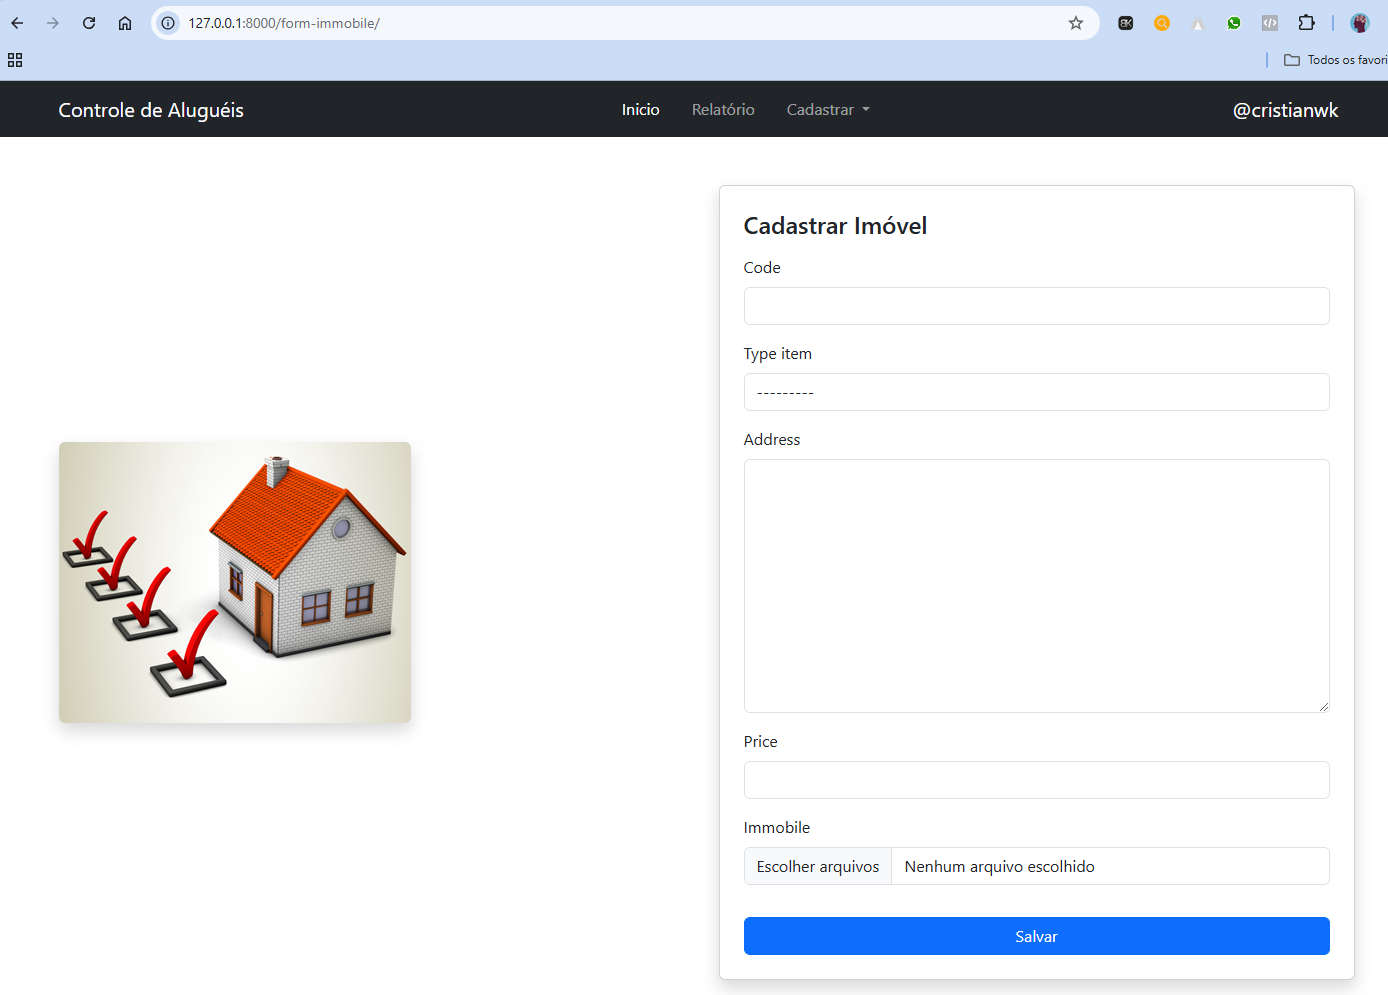 127.0.0.1:8000/form-immobile/
Todos os favori
Controle de Aluguéis
Inicio
Relatório
Cadastrar
@cristianwk
Cadastrar Imóvel
Code
Type item
---------
Address
Price
Immobile
Escolher arquivos
Nenhum arquivo escolhido
Salvar